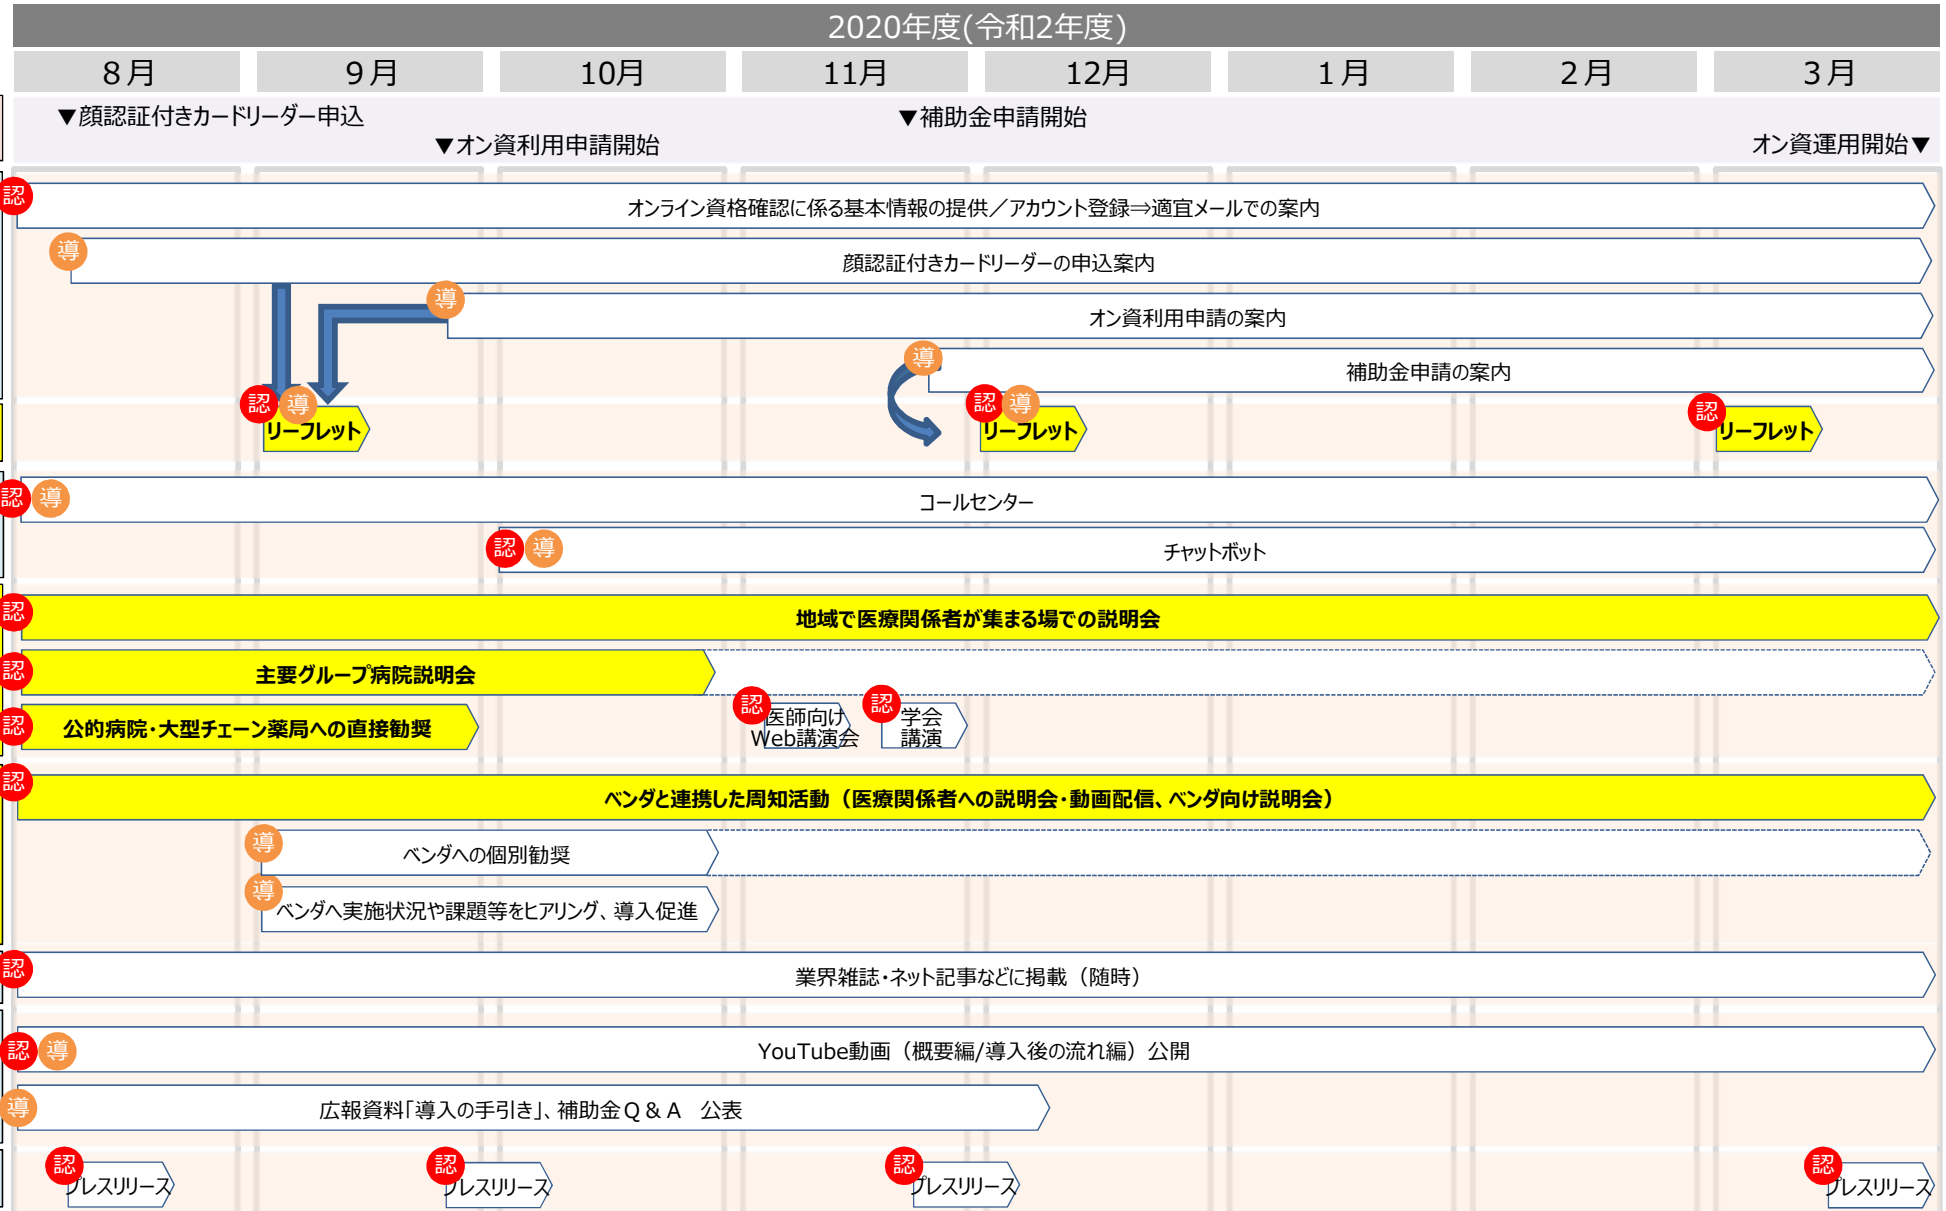 2020年度(令和2年度)
8月 9月 10月 11月 12月 1月 2月 3月
▼顔認証付きカードリーダー申込
▼補助金申請開始
▼オン資利用申請開始
オン資運用開始▼
認
オンライン資格確認に係る基本情報の提供／アカウント登録⇒適宜メールでの案内
導
顔認証付きカードリーダーの申込案内
導
オン資利用申請の案内
導
補助金申請の案内
認 導
リーフレット
認 導
リーフレット
認
リーフレット
認 導
コールセンター
認 導
チャットボット
認
地域で医療関係者が集まる場での説明会
認
主要グループ病院説明会
認
公的病院・大型チェーン薬局への直接勧奨
認
医師向け
Web講演会
認
学会
講演
認
ベンダと連携した周知活動（医療関係者への説明会・動画配信、ベンダ向け説明会）
導
ベンダへの個別勧奨
導
ベンダへ実施状況や課題等をヒアリング、導入促進
認
業界雑誌・ネット記事などに掲載（随時）
認 導
YouTube動画（概要編/導入後の流れ編）公開
導
広報資料「導入の手引き」、補助金Q＆A　公表
認
プレスリリース
認
プレスリリース
認
プレスリリース
認
プレスリリース